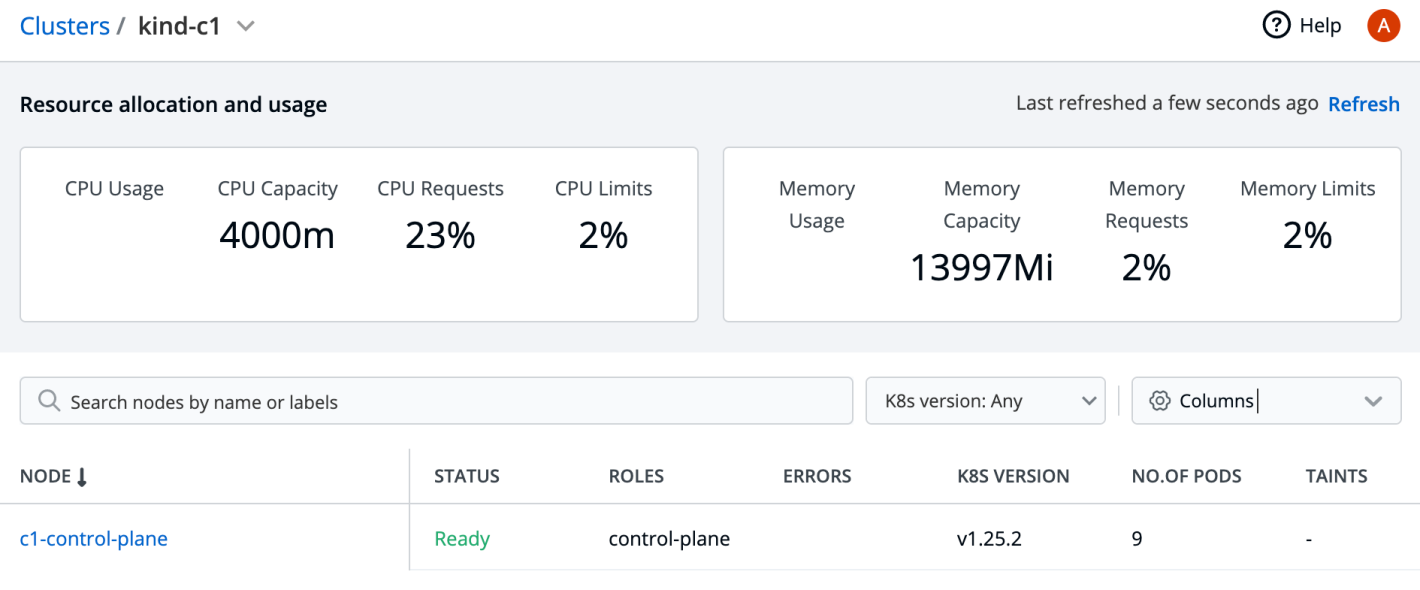 Clusters / kind-c1
Help
A
Resource allocation and usage
Last refreshed a few seconds ago Refresh
CPU Usage
CPU Capacity
4000m
CPU Requests
23%
CPU Limits
2%
Memory
Usage
Memory
Capacity
13997Mi
Memory
Requests
2%
Memory Limits
2%
Search nodes by name or labels
K8s version: Any
Columns
NODE STATUS ROLES ERRORS K8S VERSION NO.OF PODS TAINTS
c1-control-plane Ready control-plane v1.25.2 9 -